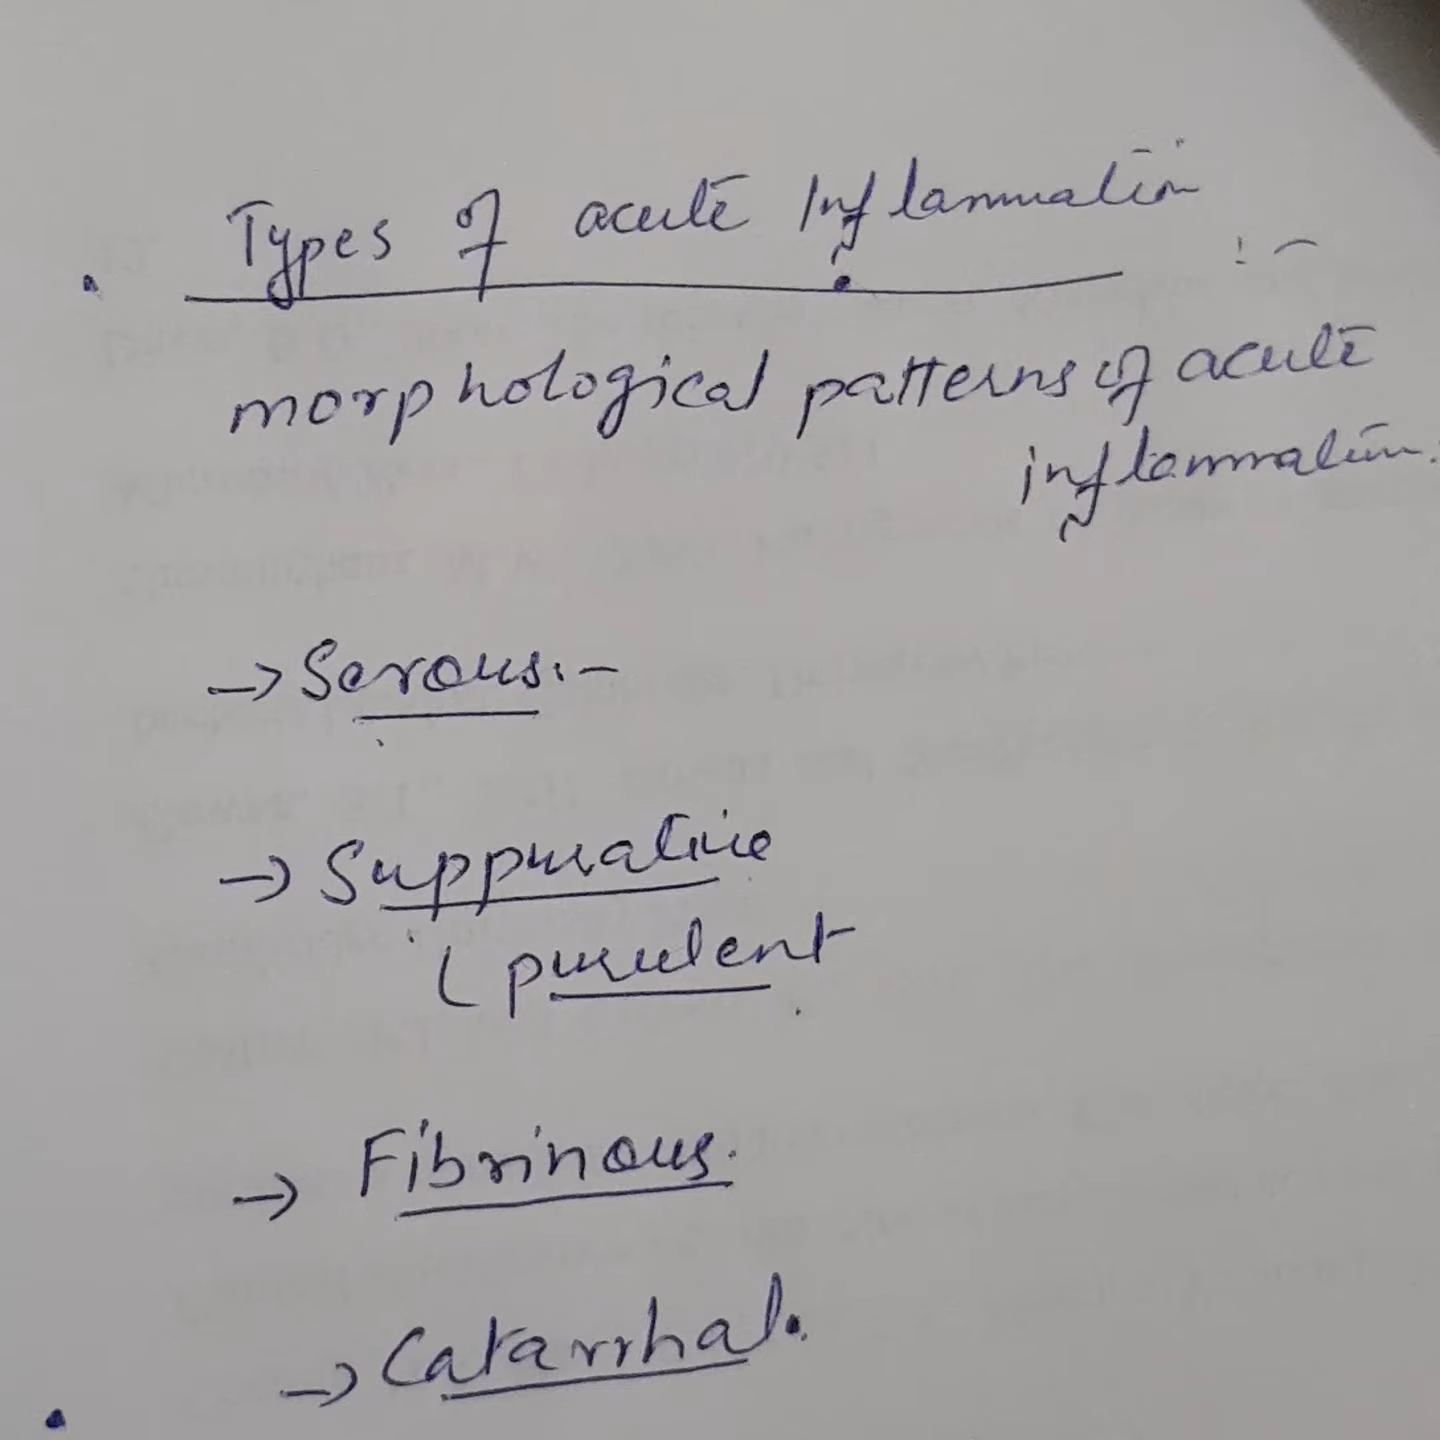 Types of acute Inflammation :-
morphological patterns of acute
inflammation.
→ Serous:-
→ Suppurative
( purulent
→ Fibrinous.
→ Catarrhal.